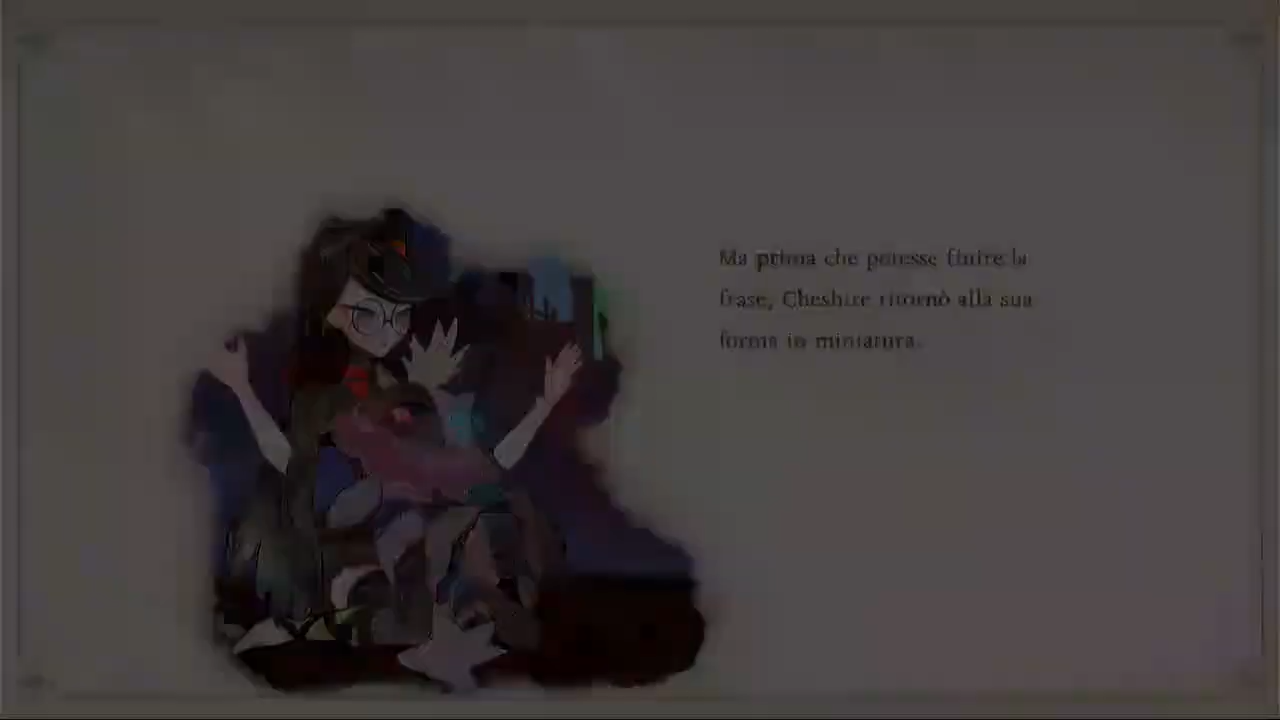 Ma prima che potesse finire la
frase, Cheshire ritornò alla sua
forma in miniatura.